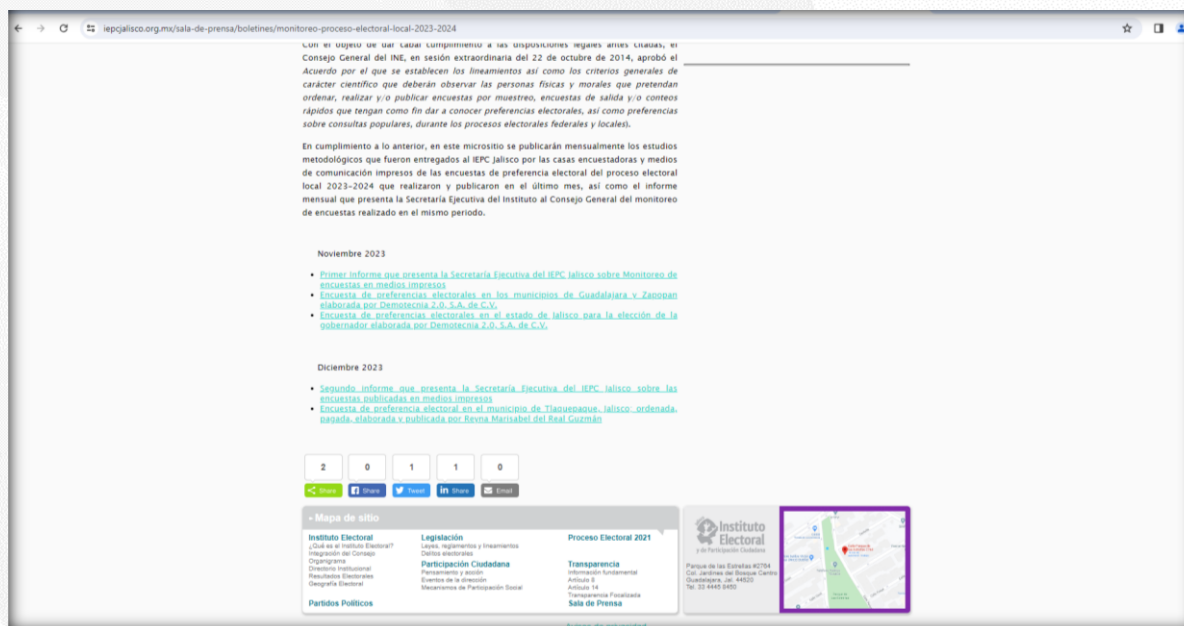 iepcjalisco.org.mx/sala-de-prensa/boletines/monitoreo-proceso-electoral-local-2023-2024
Con el objeto de dar cabal cumplimiento a las disposiciones legales antes citadas, el
Consejo General del INE, en sesión extraordinaria del 22 de octubre de 2014, aprobó el
Acuerdo por el que se establecen los lineamientos así como los criterios generales de
carácter científico que deberán observar las personas físicas y morales que pretendan
ordenar, realizar y/o publicar encuestas por muestreo, encuestas de salida y/o conteos
rápidos que tengan como fin dar a conocer preferencias electorales, así como preferencias
sobre consultas populares, durante los procesos electorales federales y locales).
En cumplimiento a lo anterior, en este micrositio se publicarán mensualmente los estudios
metodológicos que fueron entregados al IEPC Jalisco por las casas encuestadoras y medios
de comunicación impresos de las encuestas de preferencia electoral del proceso electoral
local 2023-2024 que realizaron y publicaron en el último mes, así como el informe
mensual que presenta la Secretaría Ejecutiva del Instituto al Consejo General del monitoreo
de encuestas realizado en el mismo periodo.
Noviembre 2023
• Primer Informe que presenta la Secretaría Ejecutiva del IEPC Jalisco sobre Monitoreo de
encuestas en medios impresos
• Encuesta de preferencias electorales en los municipios de Guadalajara y Zapopan
elaborada por Demotecnia 2.0, S.A. de C.V.
• Encuesta de preferencias electorales en el estado de Jalisco para la elección de la
gobernador elaborada por Demotecnia 2.0, S.A. de C.V.
Diciembre 2023
• Segundo informe que presenta la Secretaría Ejecutiva del IEPC Jalisco sobre las
encuestas publicadas en medios impresos
• Encuesta de preferencia electoral en el municipio de Tlaquepaque, Jalisco; ordenada,
pagada, elaborada y publicada por Reyna Marisabel del Real Guzmán
2 0 1 1 0
Share Share Tweet Share Email
- Mapa de sitio
Instituto Electoral
¿Qué es el Instituto Electoral?
Integración del Consejo
Organigrama
Directorio Institucional
Resultados Electorales
Geografía Electoral
Partidos Políticos
Legislación
Leyes, reglamentos y lineamientos
Delitos electorales
Participación Ciudadana
Pensamiento y acción
Eventos de la dirección
Mecanismos de Participación Social
Proceso Electoral 2021
Transparencia
Información fundamental
Artículo 8
Artículo 14
Transparencia Focalizada
Sala de Prensa
Instituto
Electoral
y de Participación Ciudadana
Parque de las Estrellas #2764
Col. Jardines del Bosque Centro
Guadalajara, Jal. 44520
Tel. 33 4445 8450